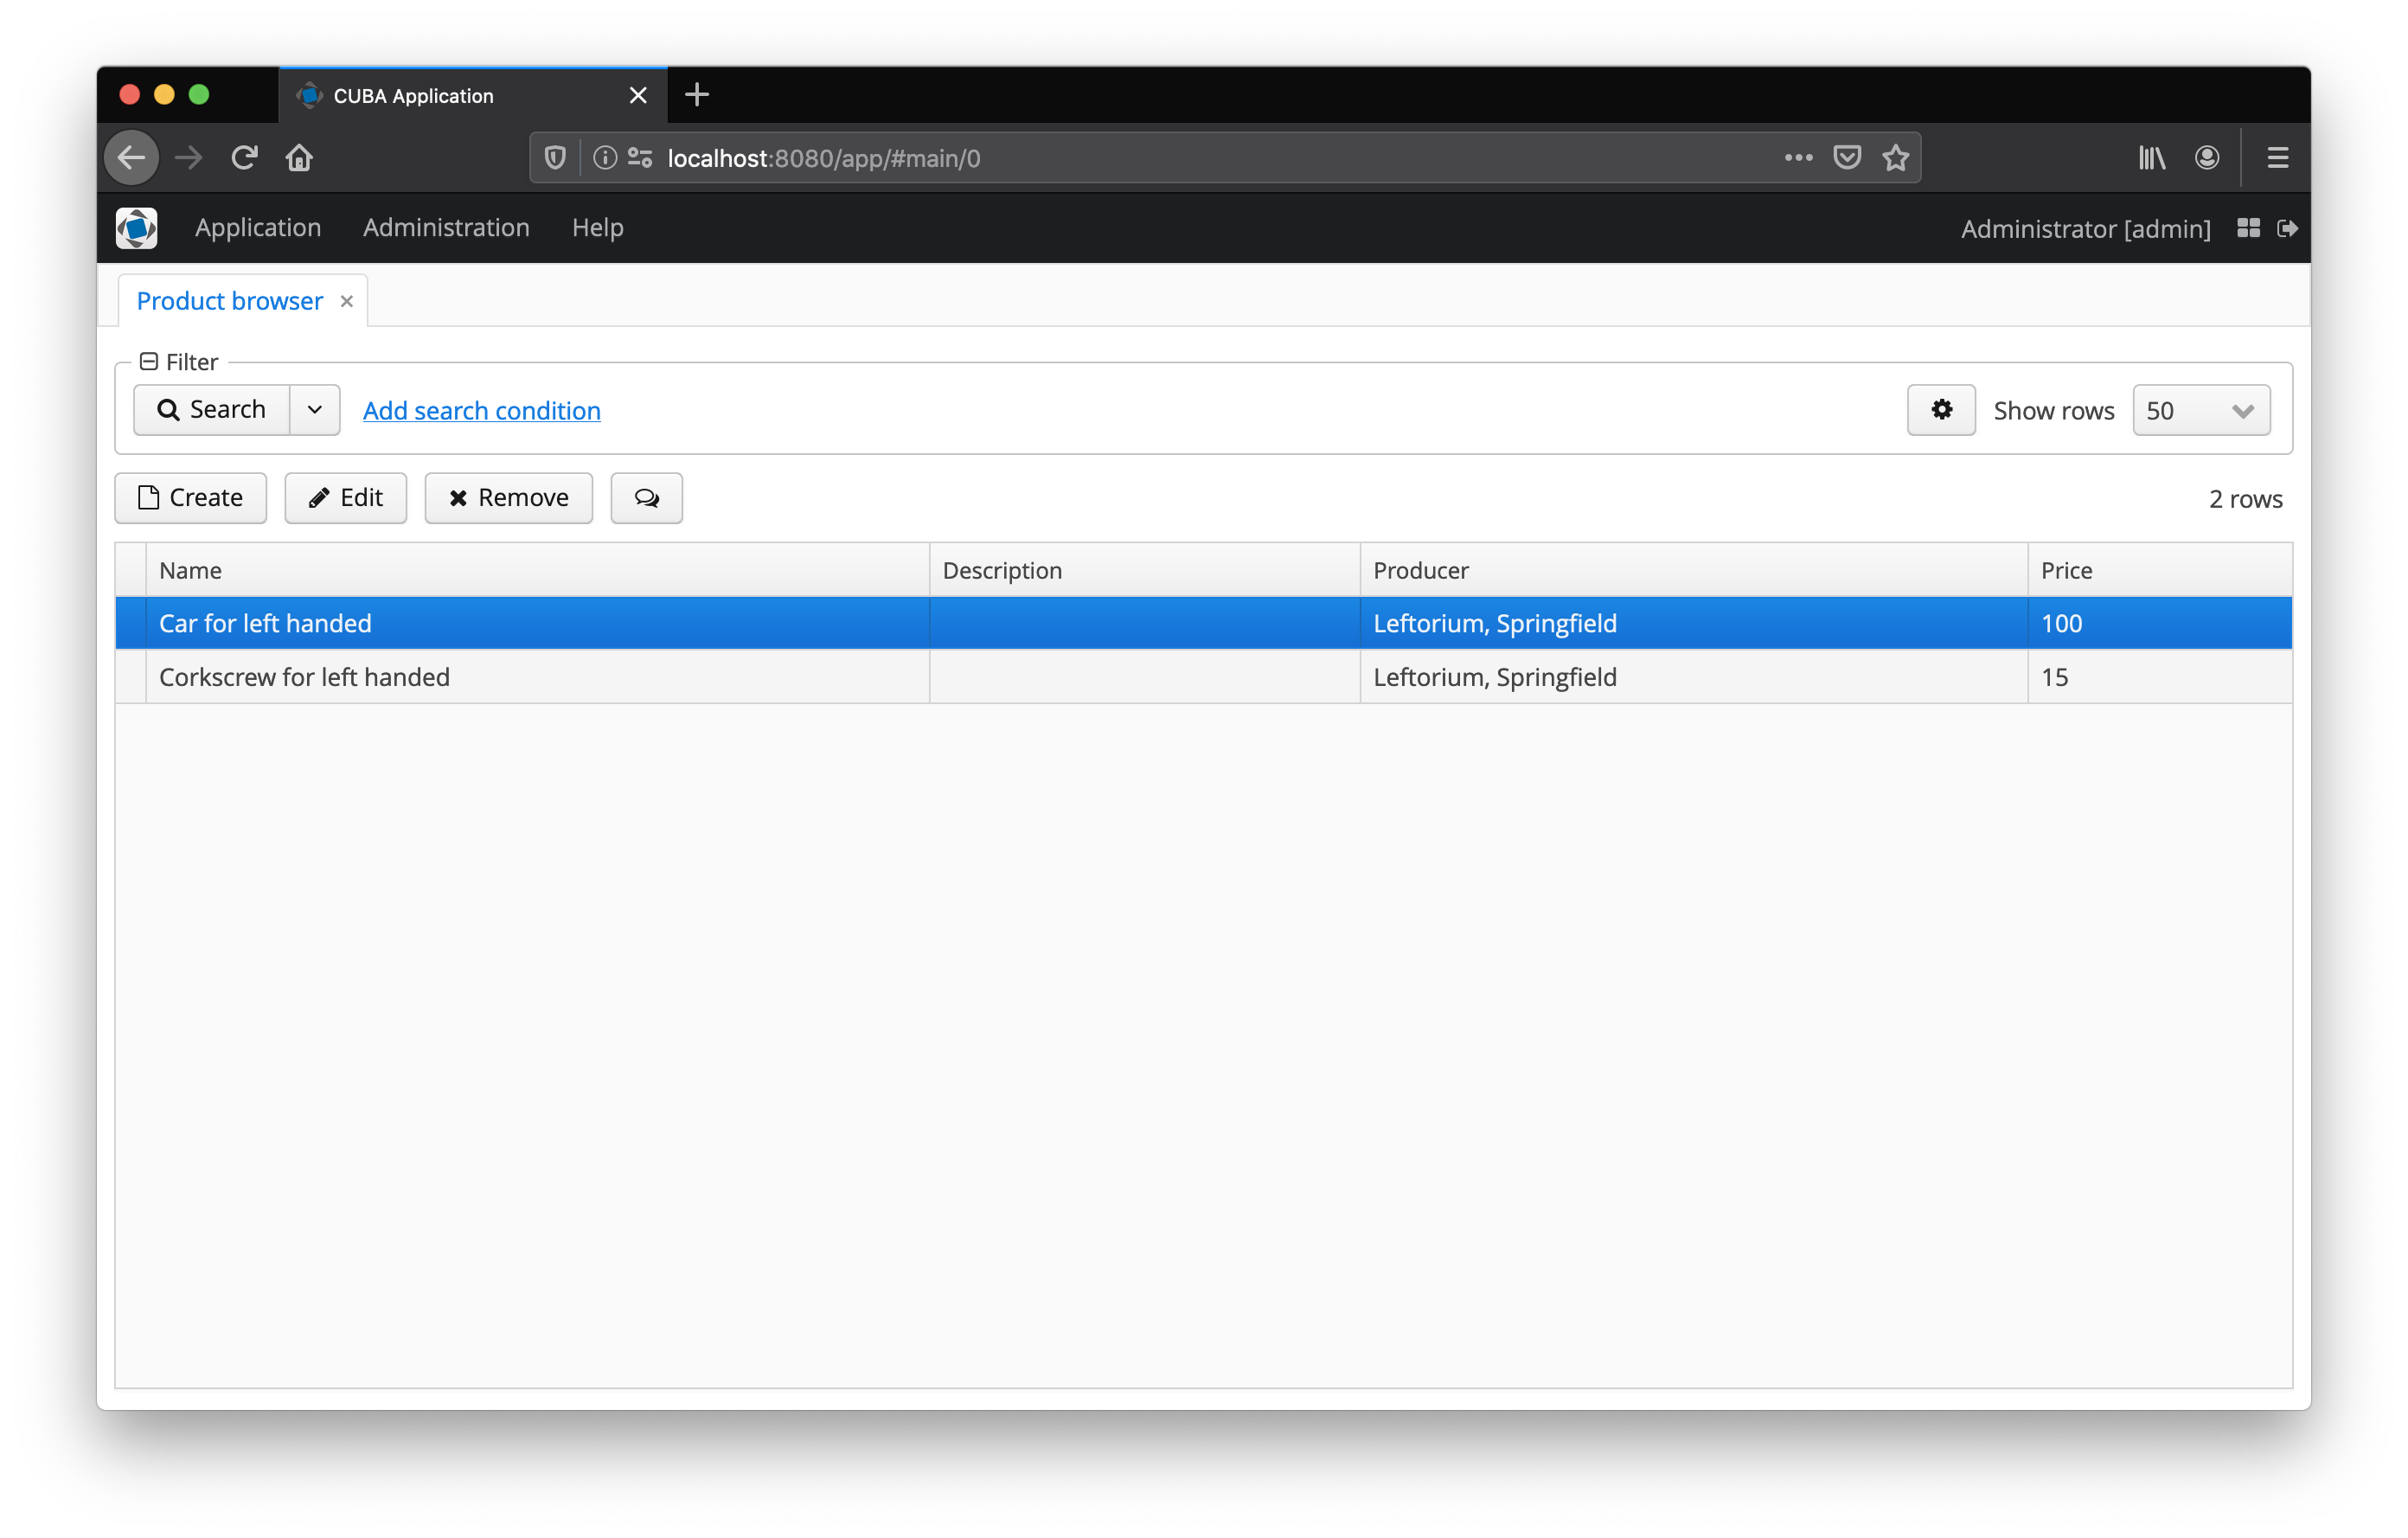 CUBA Application
localhost:8080/app/#main/0
Application Administration Help Administrator [admin]
Product browser
Filter
Search Add search condition Show rows 50
Create Edit Remove 2 rows
Name Description Producer Price
Car for left handed Leftorium, Springfield 100
Corkscrew for left handed Leftorium, Springfield 15